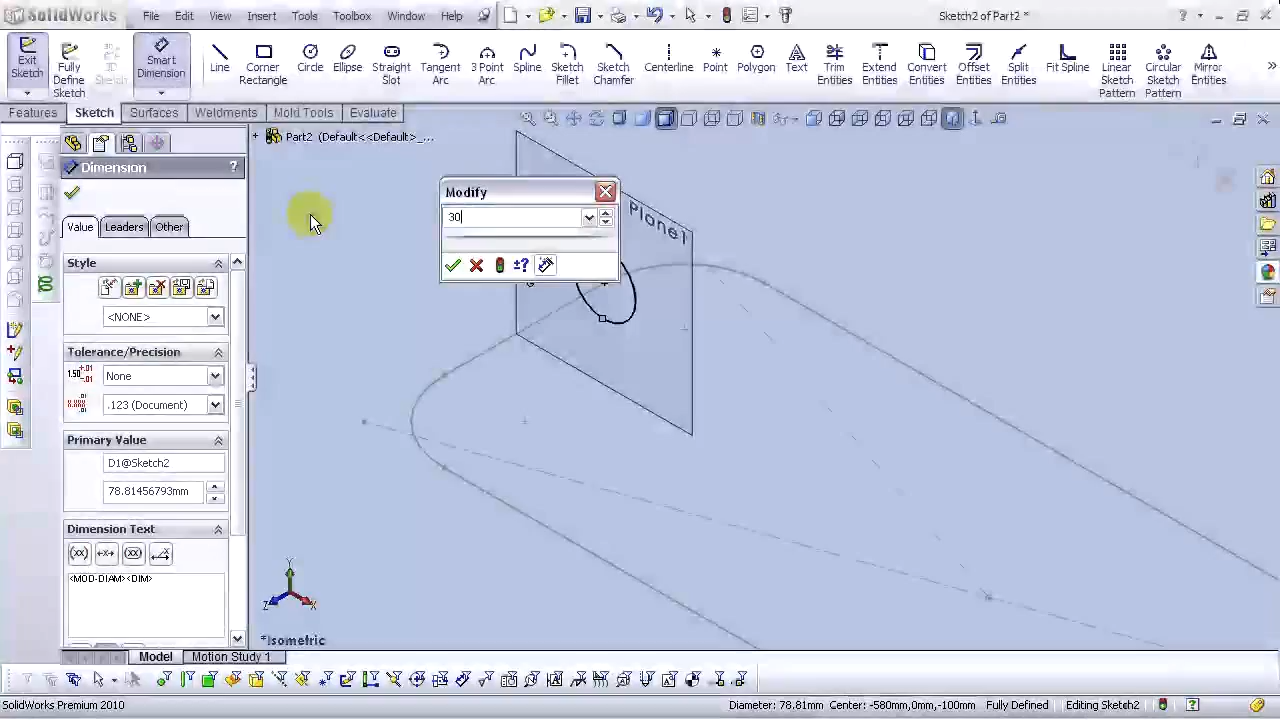 SolidWorks
File Edit View Insert Tools Toolbox Window Help
Sketch2 of Part2 *
Exit Sketch
Fully Define Sketch
Sketch
Smart Dimension
Line
Corner Rectangle
Circle
Ellipse
Straight Slot
Tangent Arc
3 Point Arc
Spline
Sketch Fillet
Sketch Chamfer
Centerline
Point
Polygon
Text
Trim Entities
Extend Entities
Convert Entities
Offset Entities
Split Entities
Fit Spline
Linear Sketch Pattern
Circular Sketch Pattern
Mirror Entities
Features Sketch Surfaces Weldments Mold Tools Evaluate
Part2 (Default<<Default>_...
Dimension ?
Value Leaders Other
Style
<NONE>
Tolerance/Precision
None
.123 (Document)
Primary Value
D1@Sketch2
78.81456793mm
Dimension Text
<MOD-DIAM><DIM>
Modify
30
Plane1
Y
Z X
*Isometric
Model Motion Study 1
SolidWorks Premium 2010
Diameter: 78.81mm Center: -580mm,0mm,-100mm Fully Defined Editing Sketch2